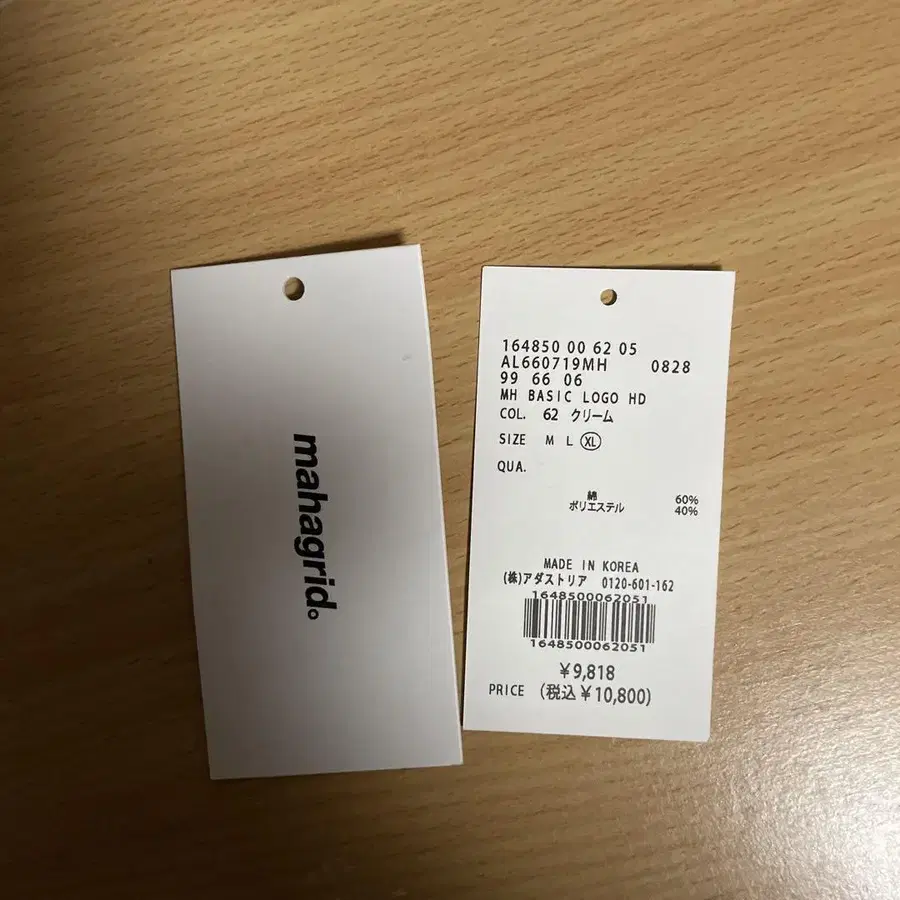 mahagrid。
164850 00 62 05
AL660719MH 0828
99 66 06
MH BASIC LOGO HD
COL. 62 クリーム
SIZE M L XL
QUA.
綿 60%
ポリエステル 40%
MADE IN KOREA
(株)アダストリア 0120-601-162
1648500062051
1648500062051
¥9,818
PRICE (税込¥10,800)